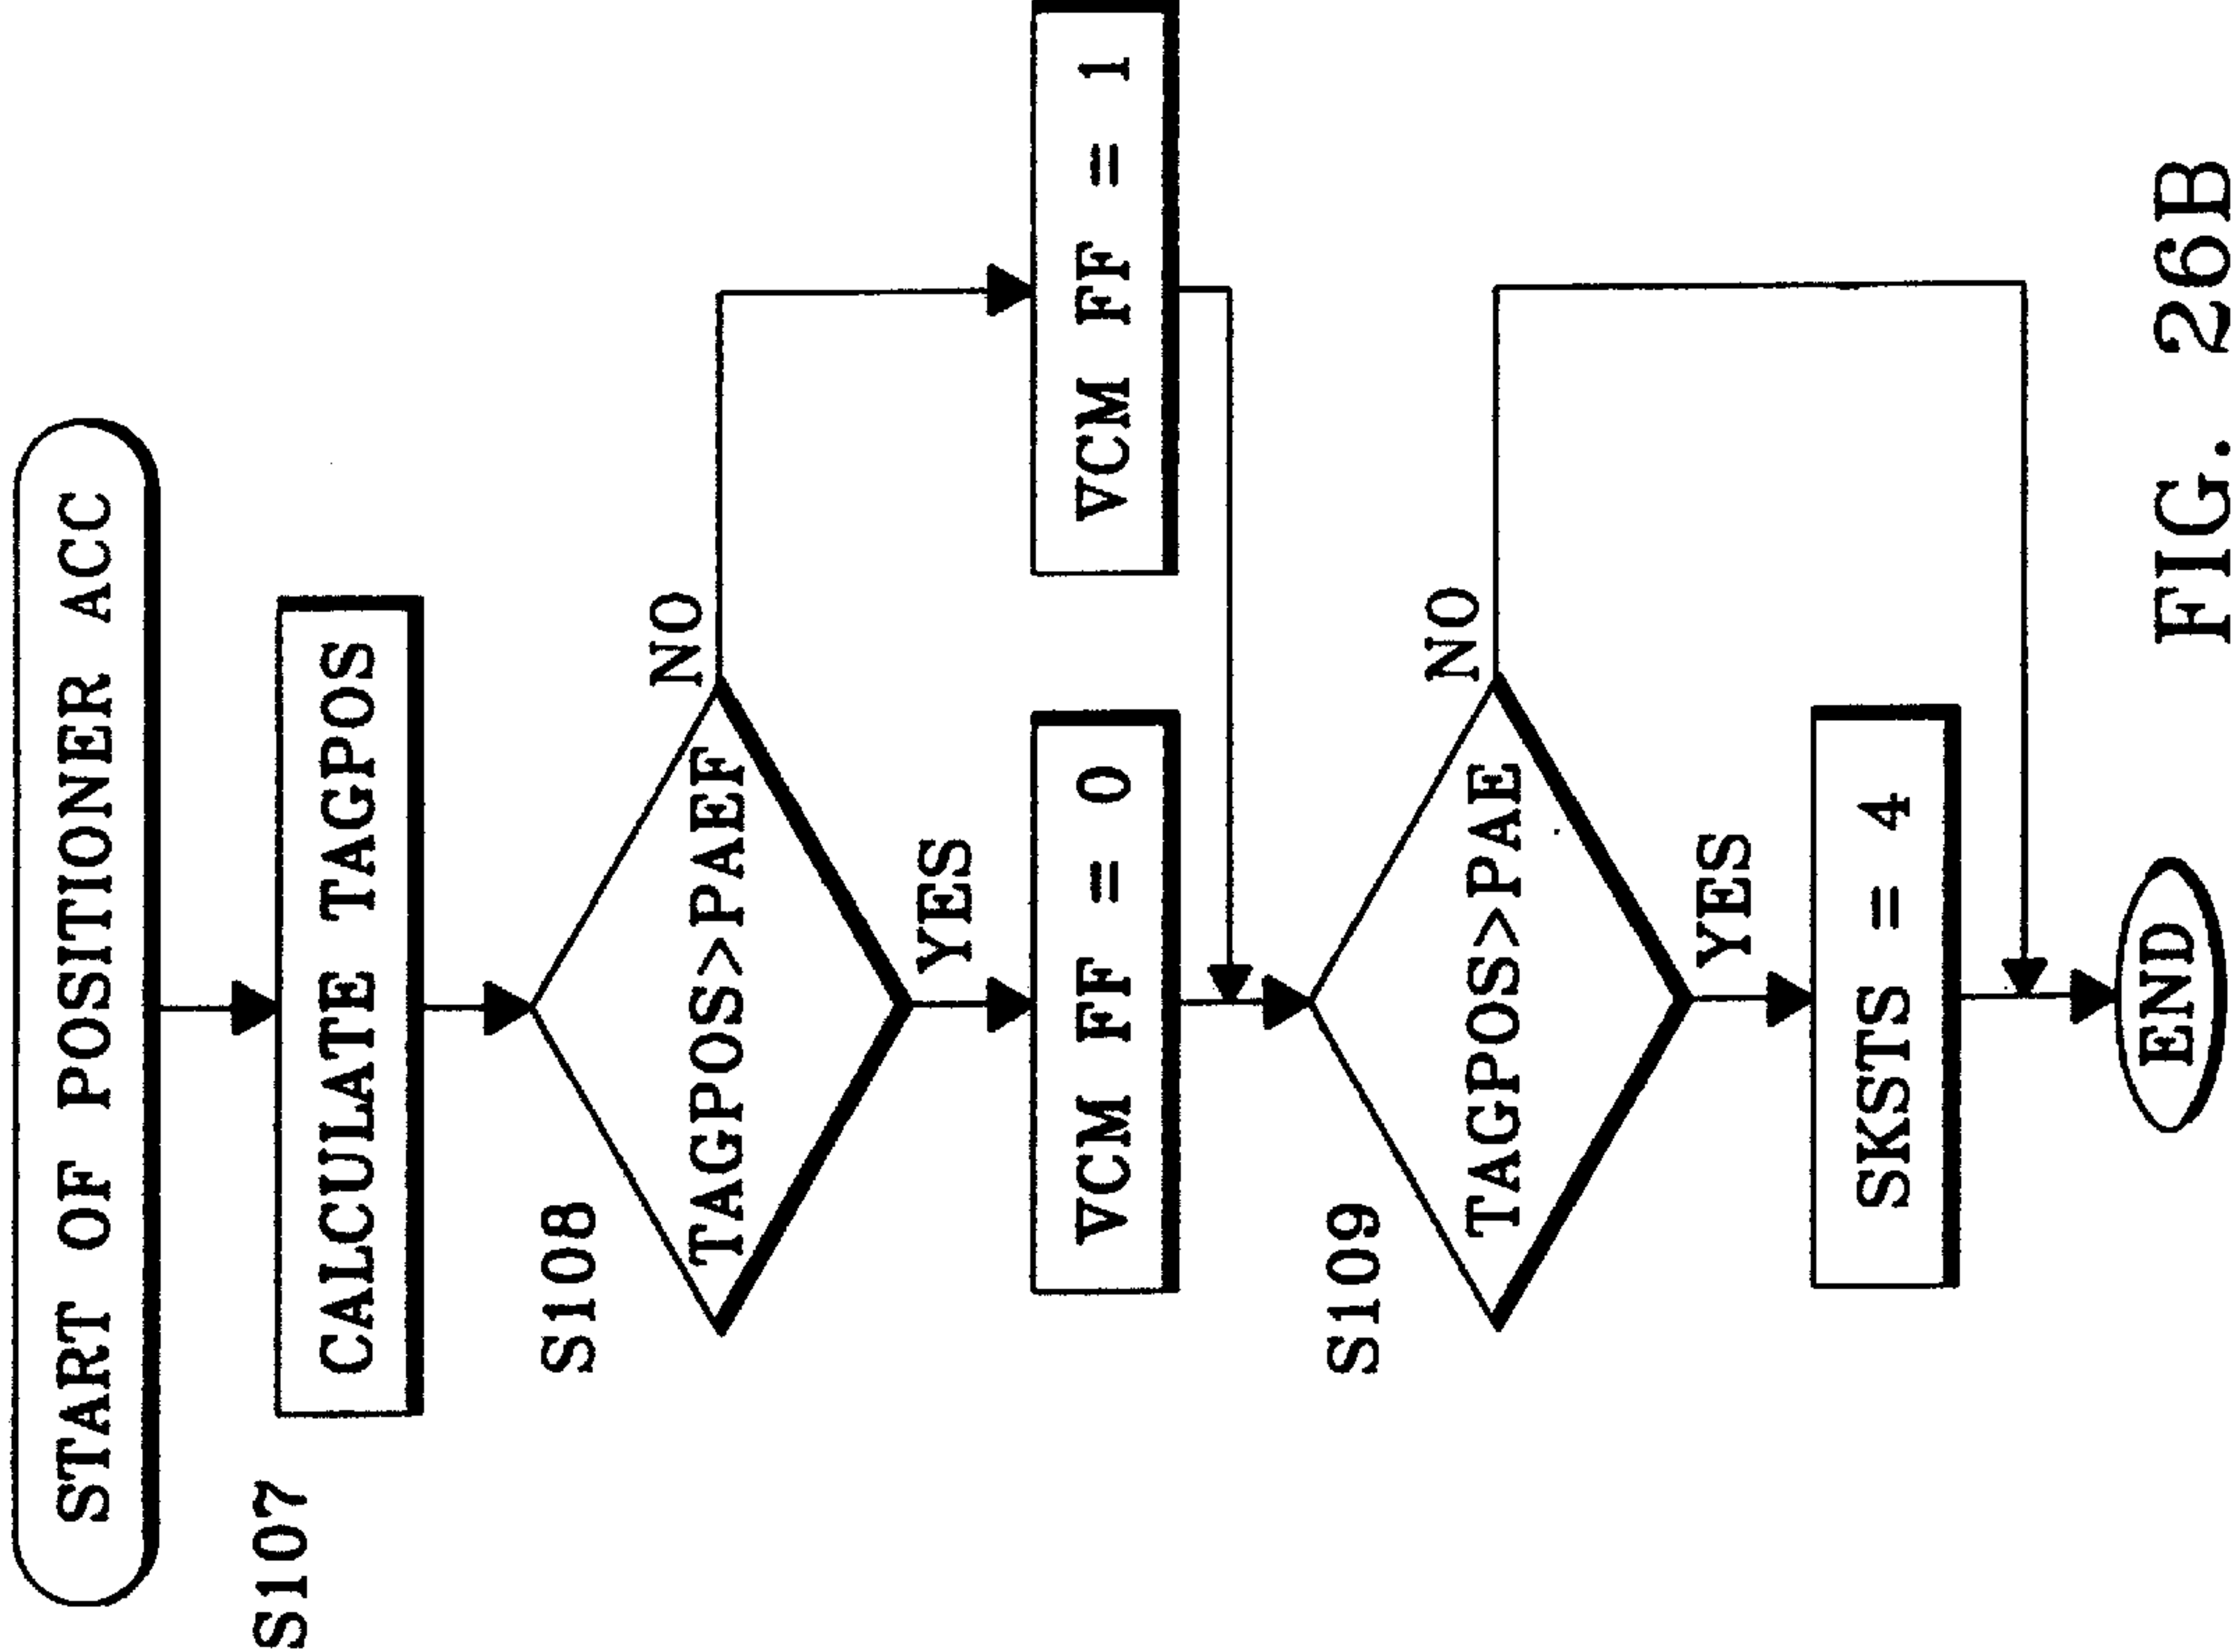 START OF POSITIONER ACC
S107
CALCULATE TAGPOS
S108
TAGPOS>PAEF
NO
YES
VCM FF = 0
VCM FF = 1
S109
TAGPOS>PAE
NO
YES
SKSTS = 4
END
FIG. 26B